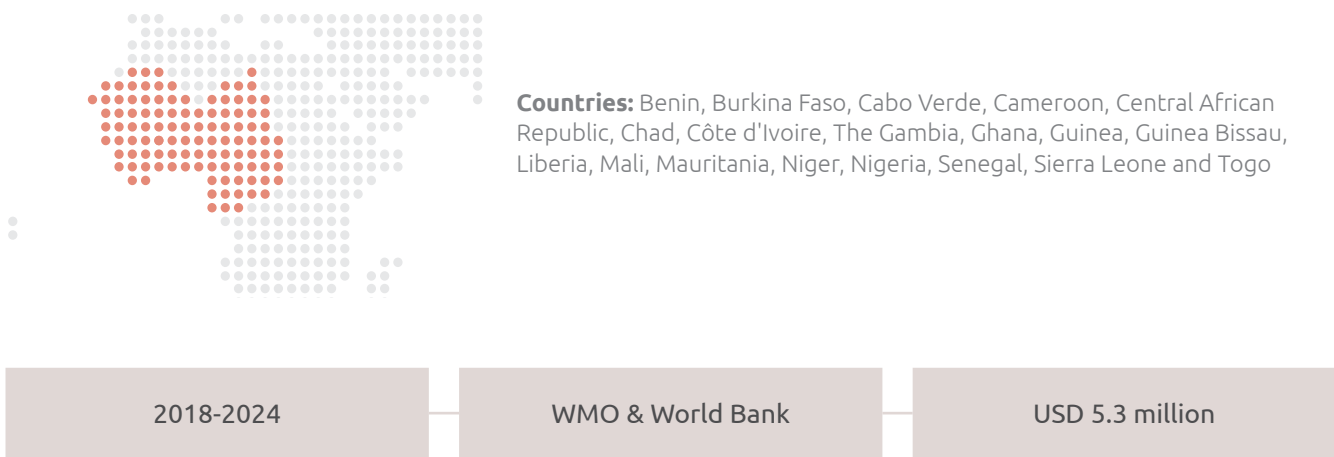 Countries: Benin, Burkina Faso, Cabo Verde, Cameroon, Central African
Republic, Chad, Côte d'Ivoire, The Gambia, Ghana, Guinea, Guinea Bissau,
Liberia, Mali, Mauritania, Niger, Nigeria, Senegal, Sierra Leone and Togo
2018-2024
WMO & World Bank
USD 5.3 million